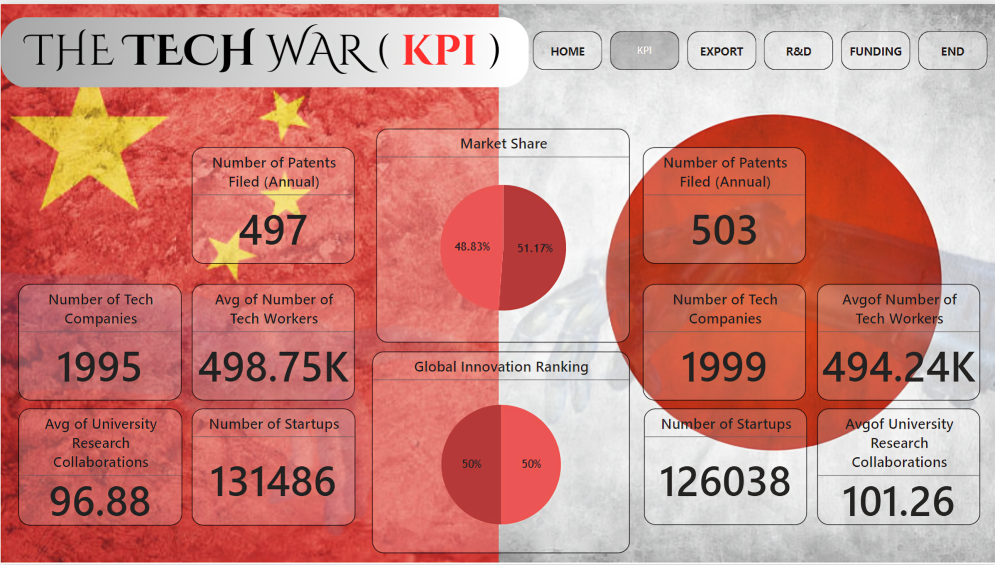 THE TECH WAR ( KPI )
HOME
KPI
EXPORT
R&D
FUNDING
END
Number of Patents
Filed (Annual)
497
Number of Tech
Companies
1995
Avg of Number of
Tech Workers
498.75K
Avg of University
Research
Collaborations
96.88
Number of Startups
131486
Market Share
48.83%
51.17%
Global Innovation Ranking
50%
50%
Number of Patents
Filed (Annual)
503
Number of Tech
Companies
1999
Avgof Number of
Tech Workers
494.24K
Number of Startups
126038
Avgof University
Research
Collaborations
101.26